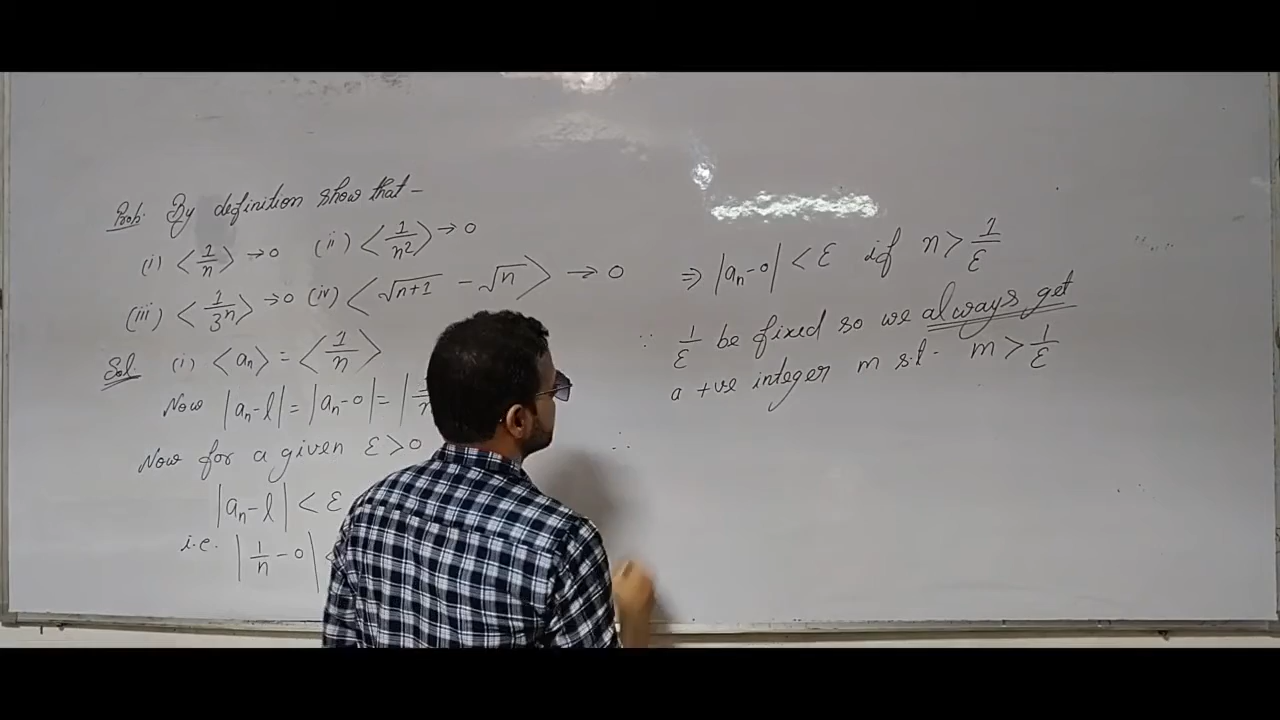 Prob. By definition show that –
(i) <1/n> → 0 (ii) <1/n²> → 0
(iii) <1/3ⁿ> → 0 (iv) <√n+1 – √n> → 0
Sol. (i) <aₙ> = <1/n>
Now |aₙ – l| = |aₙ – 0| = |
Now for a given ε > 0
|aₙ – l| < ε
i.e. |1/n – 0| <
⇒ |aₙ – 0| < ε if n > 1/ε
∵ 1/ε be fixed so we always get
a +ve integer m s.t. m > 1/ε
∴